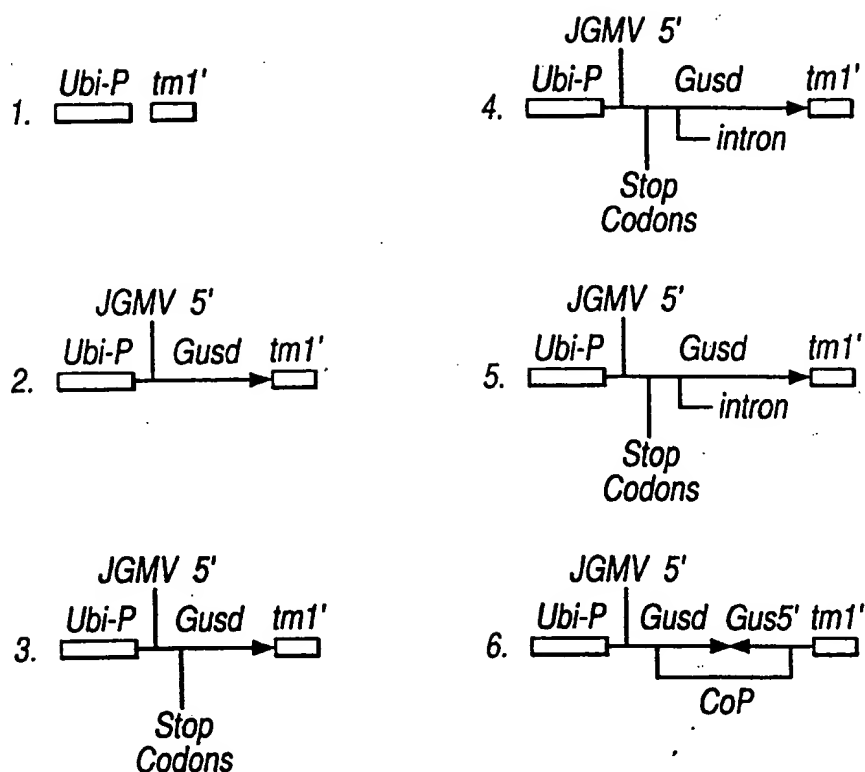 1.
Ubi-P tm1'
2.
JGMV 5'
Ubi-P Gusd tm1'
3.
JGMV 5'
Ubi-P Gusd tm1'
Stop
Codons
4.
JGMV 5'
Ubi-P Gusd tm1'
intron
Stop
Codons
5.
JGMV 5'
Ubi-P Gusd tm1'
intron
Stop
Codons
6.
JGMV 5'
Ubi-P Gusd Gus5' tm1'
CoP